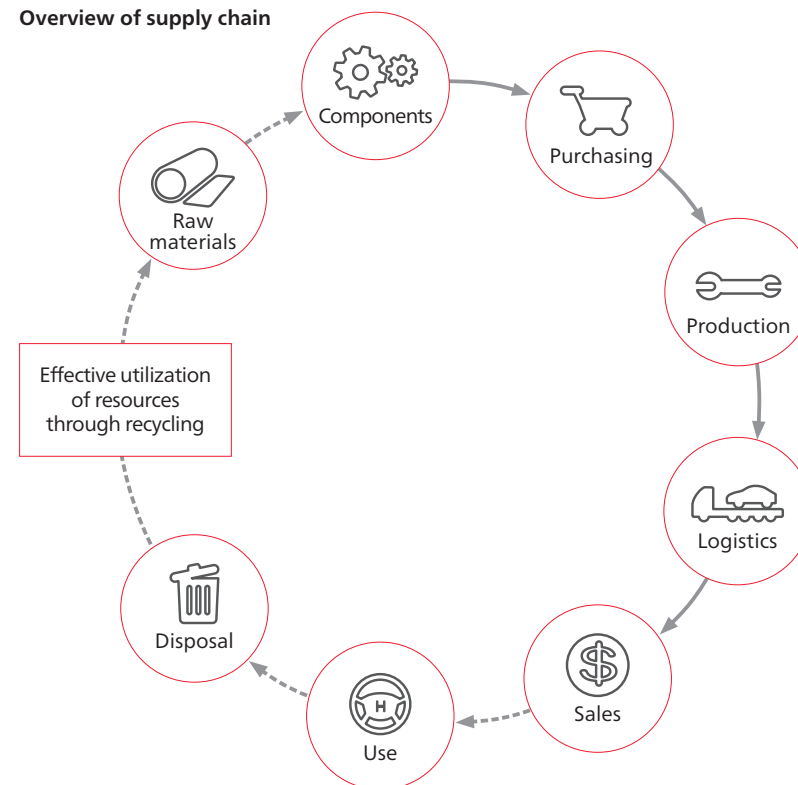 Overview of supply chain
Components
Purchasing
Production
Logistics
$
Sales
H
Use
Disposal
Effective utilization
of resources
through recycling
Raw
materials